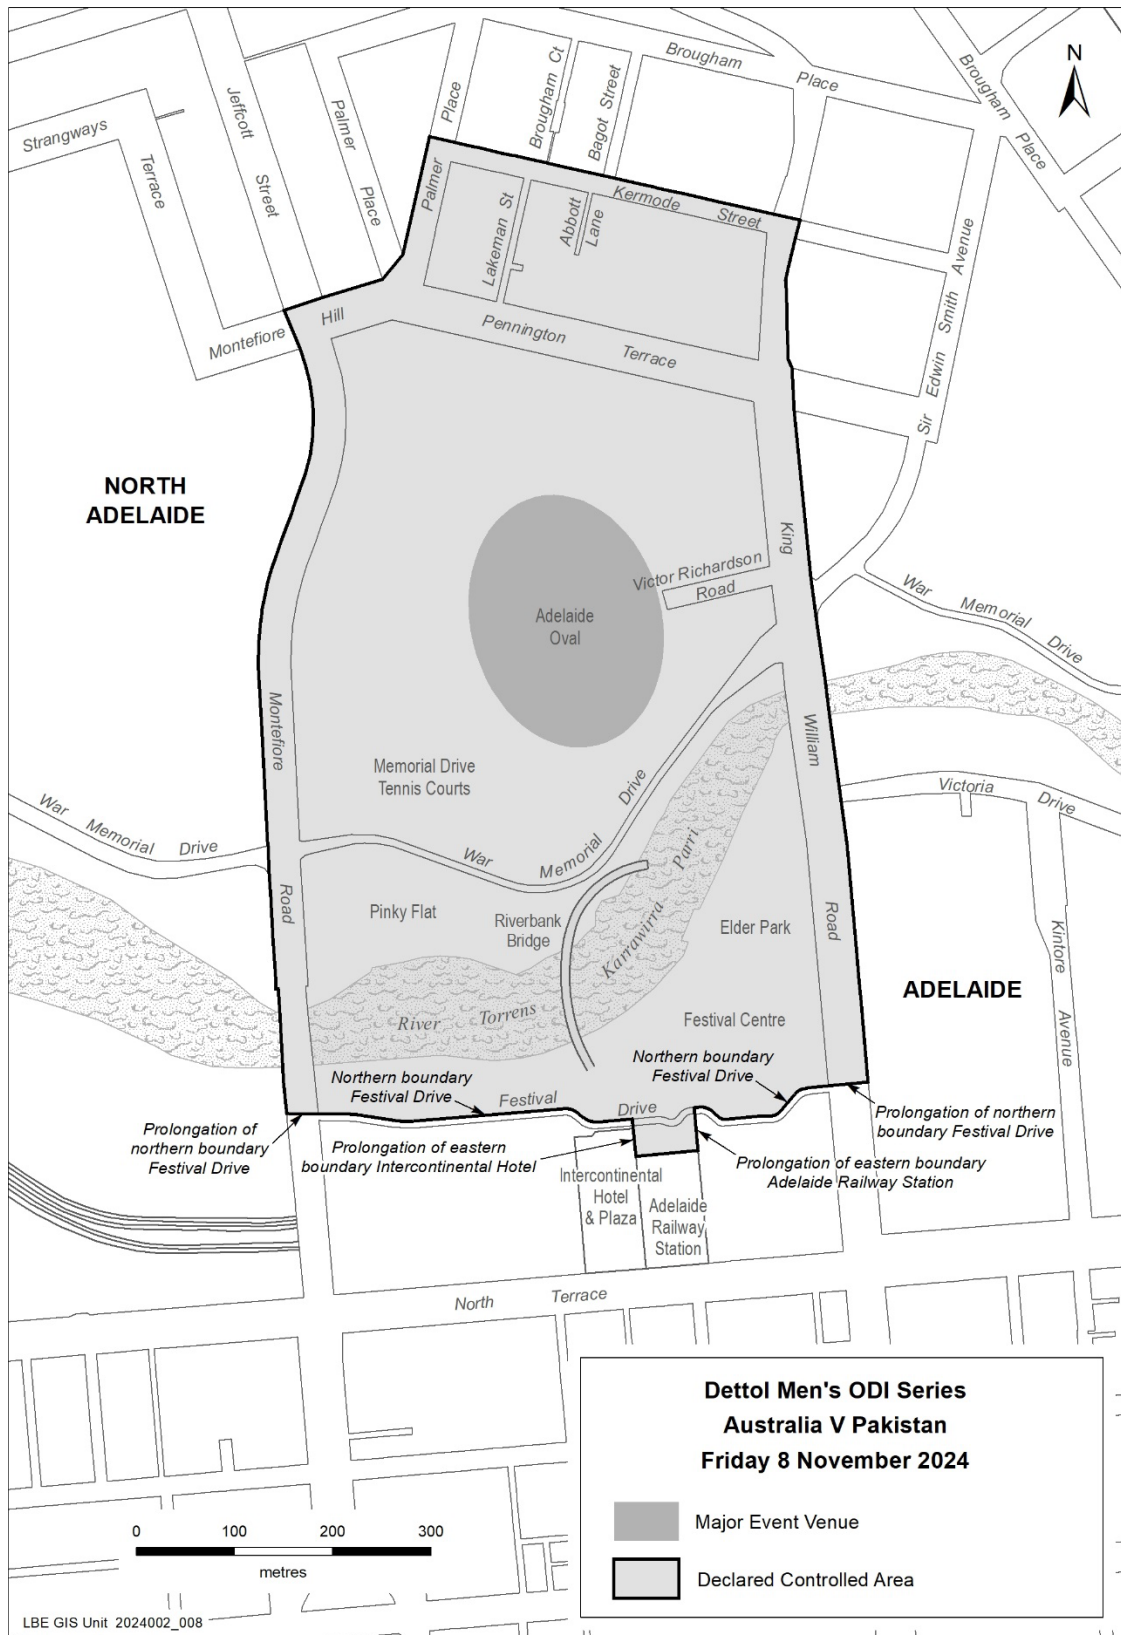 N
Brougham
Place
Brougham
Place
Brougham Ct
Bagot Street
Place
Palmer
Jeffcott
Street
Palmer
Place
Strangways
Terrace
Kermode
Street
Lakeman St
Abbott
Lane
Sir Edwin Smith Avenue
Montefiore
Hill
Pennington
Terrace
NORTH
ADELAIDE
King
Victor Richardson
Road
Adelaide
Oval
War Memorial Drive
William
Montefiore
Memorial Drive
Tennis Courts
Drive
Victoria
Drive
War Memorial Drive
War
Memorial
Parri
Karrawirra
Pinky Flat
Riverbank
Bridge
Elder Park
Road
Road
Kintore
Avenue
ADELAIDE
River
Torrens
Festival Centre
Northern boundary
Festival Drive
Northern boundary
Festival Drive
Festival
Drive
Prolongation of
northern boundary
Festival Drive
Prolongation of eastern
boundary Intercontinental Hotel
Prolongation of northern
boundary Festival Drive
Prolongation of eastern boundary
Adelaide Railway Station
Intercontinental
Hotel
& Plaza
Adelaide
Railway
Station
North
Terrace
Dettol Men's ODI Series
Australia V Pakistan
Friday 8 November 2024
Major Event Venue
Declared Controlled Area
0 100 200 300
metres
LBE GIS Unit 2024002_008